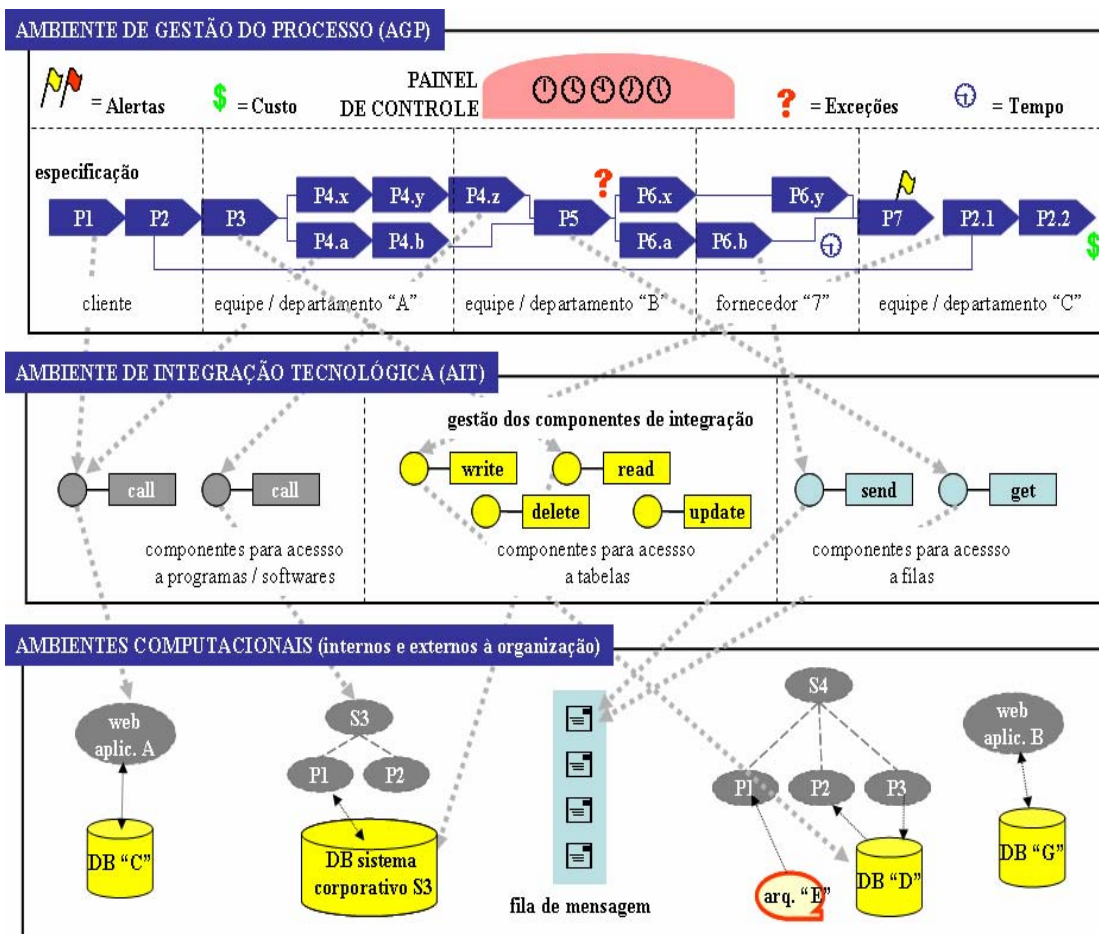 AMBIENTE DE GESTÃO DO PROCESSO (AGP)
PAINEL
DE CONTROLE
= Alertas
$ = Custo
? = Exceções
= Tempo
especificação
?
P4.x
P4.y
P4.z
P6.x
P6.y
P1
P2
P3
P5
P7
P2.1
P2.2
P4.a
P4.b
P6.a
P6.b
$
cliente
equipe / departamento “A”
equipe / departamento “B”
fornecedor “7”
equipe / departamento “C”
AMBIENTE DE INTEGRAÇÃO TECNOLÓGICA (AIT)
gestão dos componentes de integração
call
call
write
read
delete
update
send
get
componentes para acessso
a programas / softwares
componentes para acessso
a tabelas
componentes para acessso
a filas
AMBIENTES COMPUTACIONAIS (internos e externos à organização)
web
aplic. A
DB “C”
S3
P1
P2
DB sistema
corporativo S3
fila de mensagem
S4
P1
P2
P3
arq. “E”
DB “D”
web
aplic. B
DB “G”